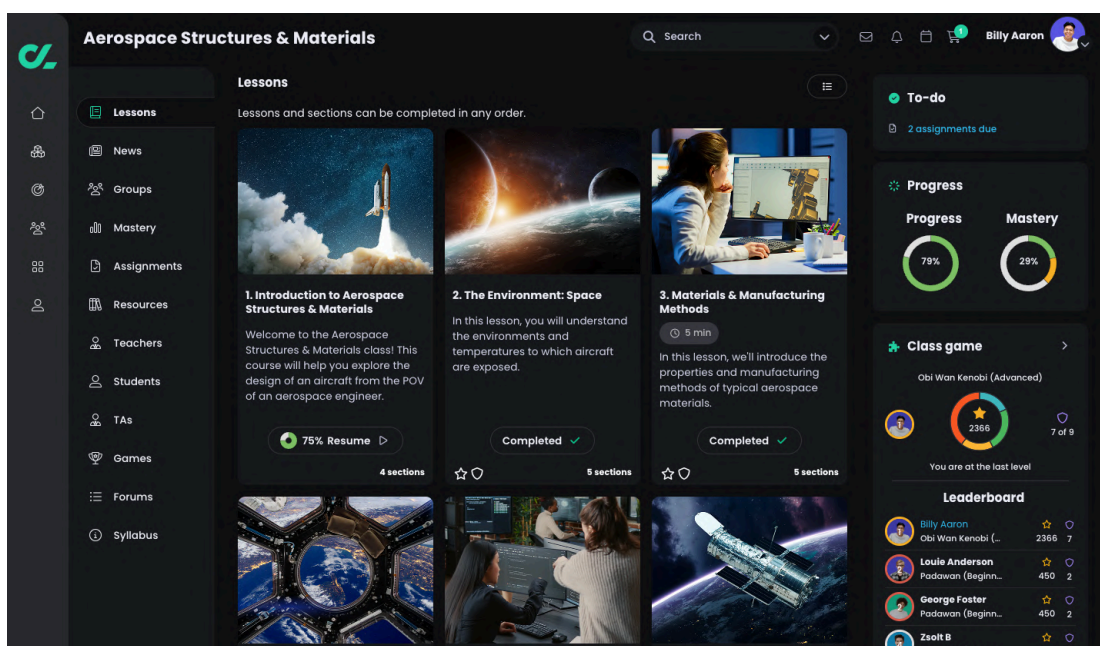 Aerospace Structures & Materials
Search
1
Billy Aaron
Lessons
News
Groups
Mastery
Assignments
Resources
Teachers
Students
TAs
Games
Forums
Syllabus
Lessons
Lessons and sections can be completed in any order.
1. Introduction to Aerospace
Structures & Materials
Welcome to the Aerospace
Structures & Materials class! This
course will help you explore the
design of an aircraft from the POV
of an aerospace engineer.
75% Resume
4 sections
2. The Environment: Space
In this lesson, you will understand
the environments and
temperatures to which aircraft
are exposed.
Completed
5 sections
3. Materials & Manufacturing
Methods
5 min
In this lesson, we'll introduce the
properties and manufacturing
methods of typical aerospace
materials.
Completed
5 sections
To-do
2 assignments due
Progress
Progress
Mastery
79%
29%
Class game
Obi Wan Kenobi (Advanced)
2366
7 of 9
You are at the last level
Leaderboard
Billy Aaron
Obi Wan Kenobi (...
2366 7
Louie Anderson
Padawan (Beginn...
450 2
George Foster
Padawan (Beginn...
450 2
Zsolt B